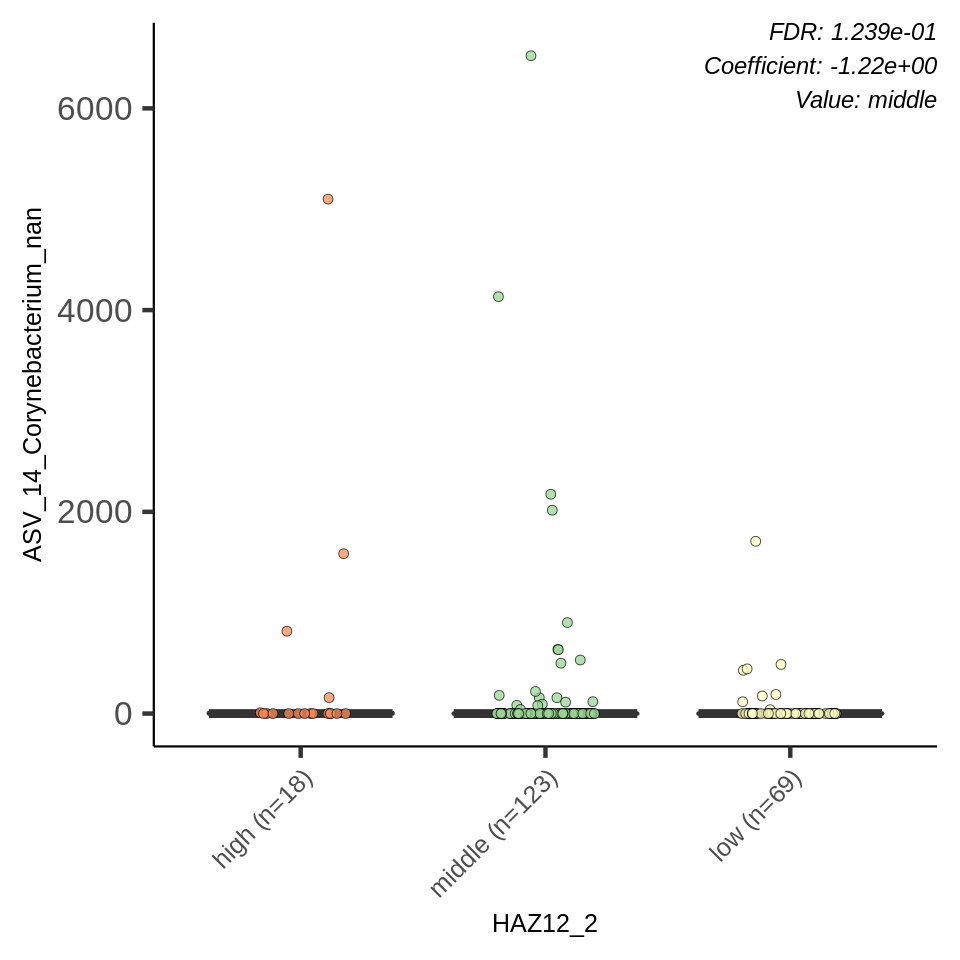 FDR: 1.239e-01
Coefficient: -1.22e+00
Value: middle
ASV_14_Corynebacterium_nan
6000
4000
2000
0
high (n=18)
middle (n=123)
low (n=69)
HAZ12_2